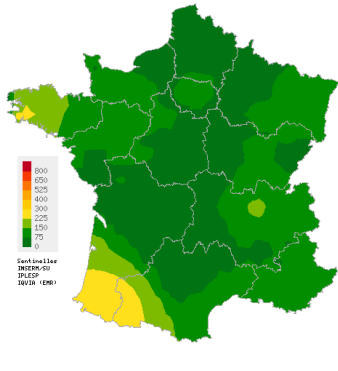 800
650
525
400
300
225
150
75
0
Sentinelles
INSERM/SU
IPLESP
IQVIA (EMR)